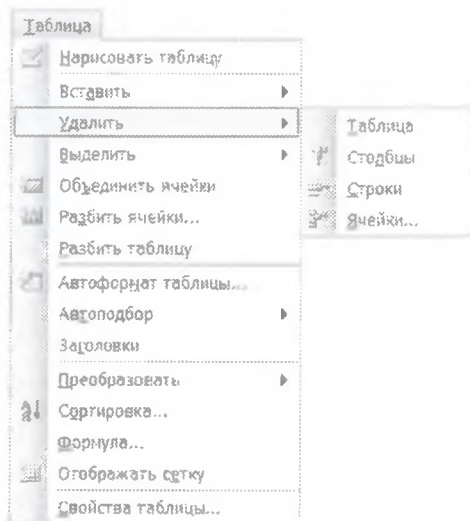 Таблица
Нарисовать таблицу
Вставить
Удалить
Выделить
Объединить ячейки
Разбить ячейки...
Разбить таблицу
Автоформат таблицы...
Автоподбор
Заголовки
Преобразовать
Сортировка...
Формула...
Отображать сетку
Свойства таблицы...
Таблица
Столбцы
Строки
Ячейки...